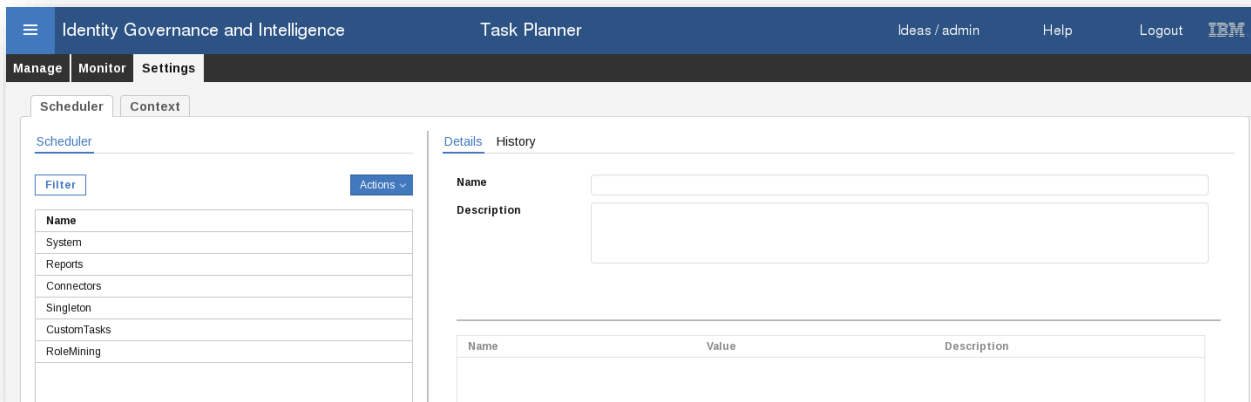 Identity Governance and Intelligence Task Planner Ideas / admin Help Logout IBM
Manage Monitor Settings
Scheduler Context
Scheduler
Details History
Filter Actions
Name
System
Reports
Connectors
Singleton
CustomTasks
RoleMining
Name
Description
Name Value Description